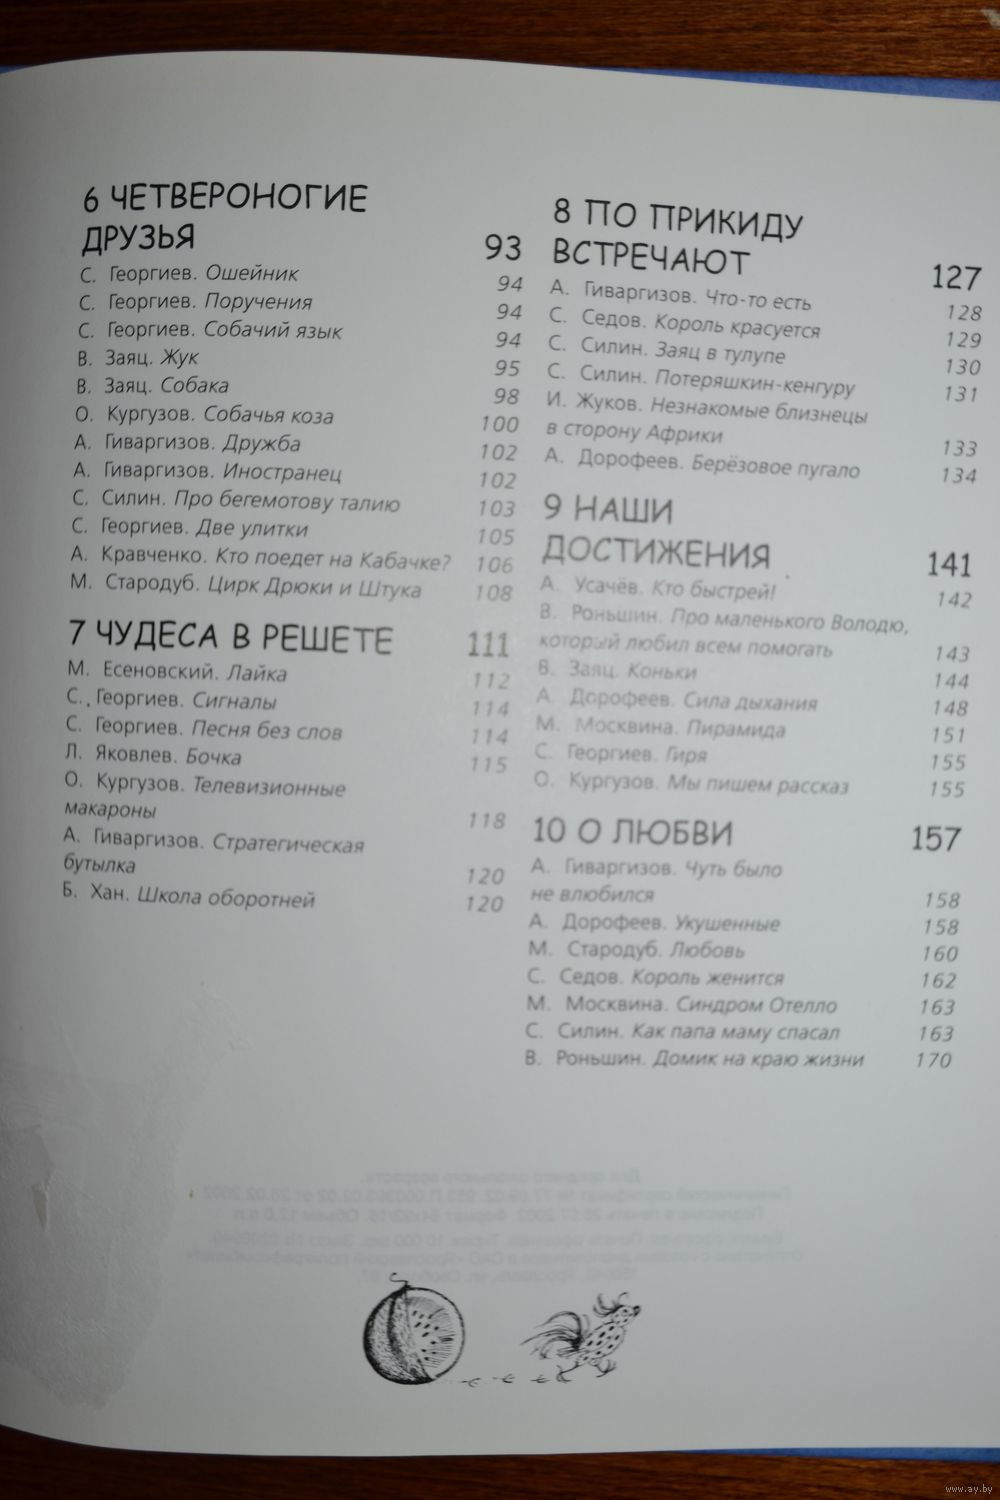 6 ЧЕТВЕРОНОГИЕ
ДРУЗЬЯ 93
С. Георгиев. Ошейник 94
С. Георгиев. Поручения 94
С. Георгиев. Собачий язык 94
В. Заяц. Жук 95
В. Заяц. Собака 98
О. Кургузов. Собачья коза 100
А. Гиваргизов. Дружба 102
А. Гиваргизов. Иностранец 102
С. Силин. Про бегемотову талию 103
С. Георгиев. Две улитки 105
А. Кравченко. Кто поедет на Кабачке? 106
М. Стародуб. Цирк Дрюки и Штука 108
7 ЧУДЕСА В РЕШЕТЕ 111
М. Есеновский. Лайка 112
С. Георгиев. Сигналы 114
С. Георгиев. Песня без слов 114
Л. Яковлев. Бочка 115
О. Кургузов. Телевизионные
макароны 118
А. Гиваргизов. Стратегическая
бутылка 120
Б. Хан. Школа оборотней 120
8 ПО ПРИКИДУ
ВСТРЕЧАЮТ 127
А. Гиваргизов. Что-то есть 128
С. Седов. Король красуется 129
С. Силин. Заяц в тулупе 130
С. Силин. Потеряшкин-кенгуру 131
И. Жуков. Незнакомые близнецы
в сторону Африки 133
А. Дорофеев. Берёзовое пугало 134
9 НАШИ
ДОСТИЖЕНИЯ 141
А. Усачёв. Кто быстрей! 142
В. Роньшин. Про маленького Володю,
который любил всем помогать 143
В. Заяц. Коньки 144
А. Дорофеев. Сила дыхания 148
М. Москвина. Пирамида 151
С. Георгиев. Гиря 155
О. Кургузов. Мы пишем рассказ 155
10 О ЛЮБВИ 157
А. Гиваргизов. Чуть было
не влюбился 158
А. Дорофеев. Укушенные 158
М. Стародуб. Любовь 160
С. Седов. Король женится 162
М. Москвина. Синдром Отелло 163
С. Силин. Как папа маму спасал 163
В. Роньшин. Домик на краю жизни 170
www.ay.by